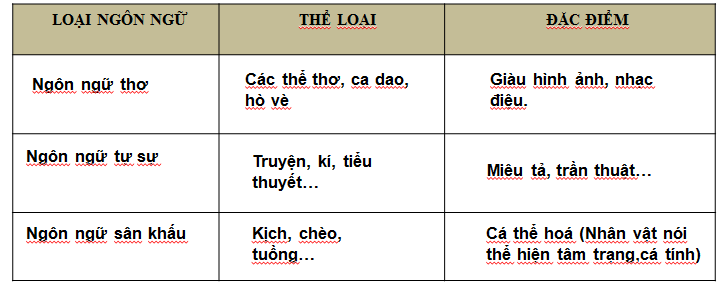 LOẠI NGÔN NGỮ
THỂ LOẠI
ĐẶC ĐIỂM
Ngôn ngữ thơ
Các thể thơ, ca dao,
hò vè
Giàu hình ảnh, nhạc
điệu.
Ngôn ngữ tự sự
Truyện, kí, tiểu
thuyết…
Miêu tả, trần thuật…
Ngôn ngữ sân khấu
Kịch, chèo,
tuồng…
Cá thể hoá (Nhân vật nói
thể hiện tâm trạng,cá tính)